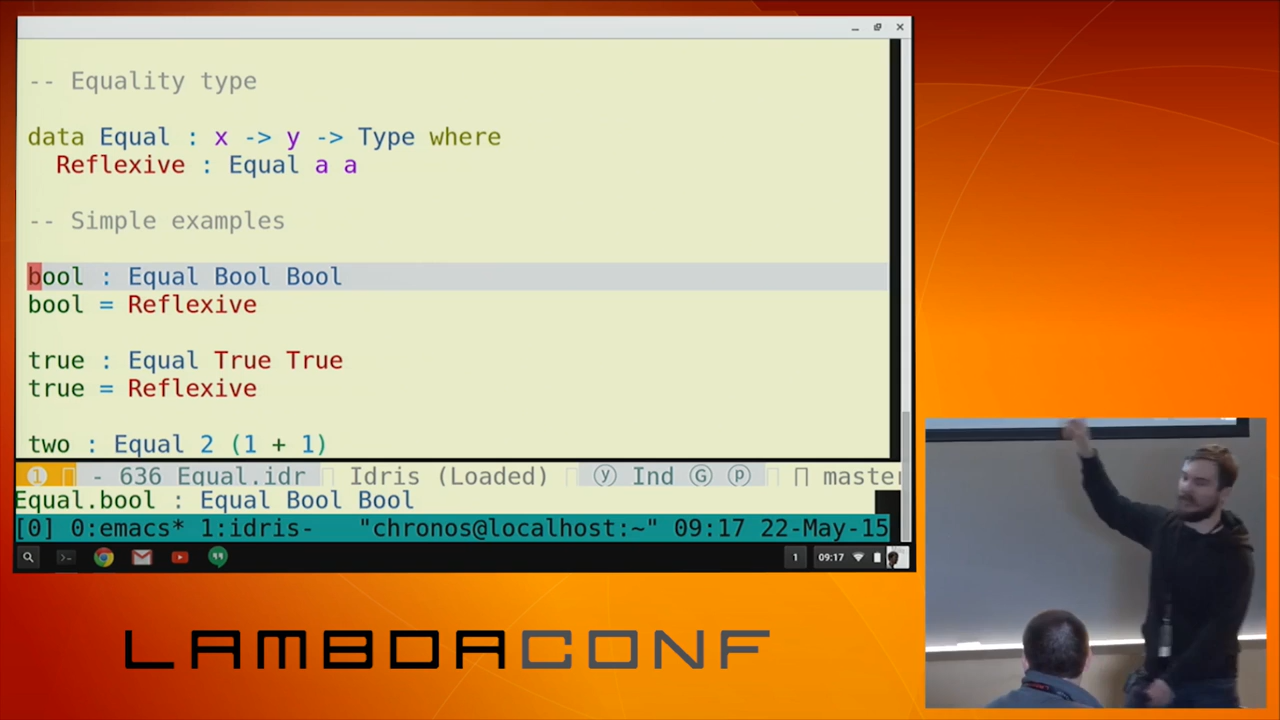 -- Equality type
data Equal : x -> y -> Type where
  Reflexive : Equal a a
-- Simple examples
bool : Equal Bool Bool
bool = Reflexive
true : Equal True True
true = Reflexive
two : Equal 2 (1 + 1)
1 - 636 Equal.idr Idris (Loaded) y Ind G p master
Equal.bool : Equal Bool Bool
[0] 0:emacs* 1:idris- "chronos@localhost:~" 09:17 22-May-15
1 09:17
LAMBDACONF